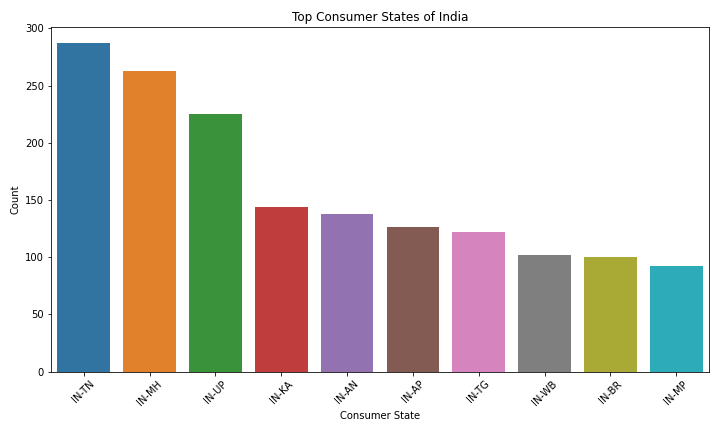 Top Consumer States of India
300
250
200
150
100
50
0
Count
IN-TN
IN-MH
IN-UP
IN-KA
IN-AN
IN-AP
IN-TG
IN-WB
IN-BR
IN-MP
Consumer State